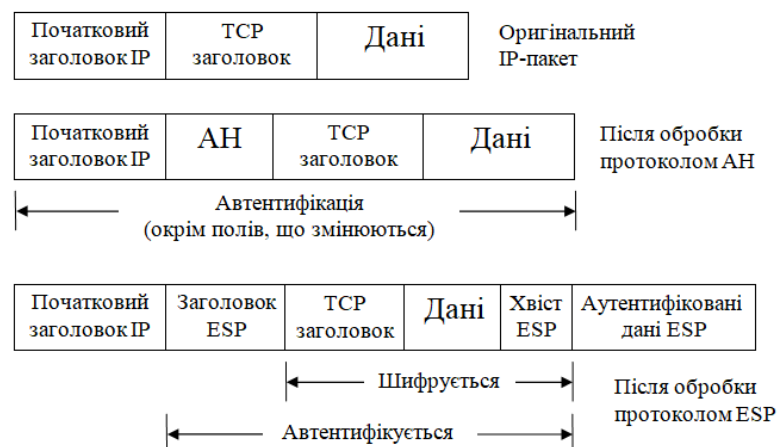 Початковий
заголовок IP
TCP
заголовок
Дані
Оригінальний
IP-пакет
Початковий
заголовок IP
АН
TCP
заголовок
Дані
Після обробки
протоколом АН
Автентифікація
(окрім полів, що змінюються)
Початковий
заголовок IP
Заголовок
ESP
TCP
заголовок
Дані
Хвіст
ESP
Аутентифіковані
дані ESP
Шифрується
Після обробки
протоколом ESP
Автентифікується